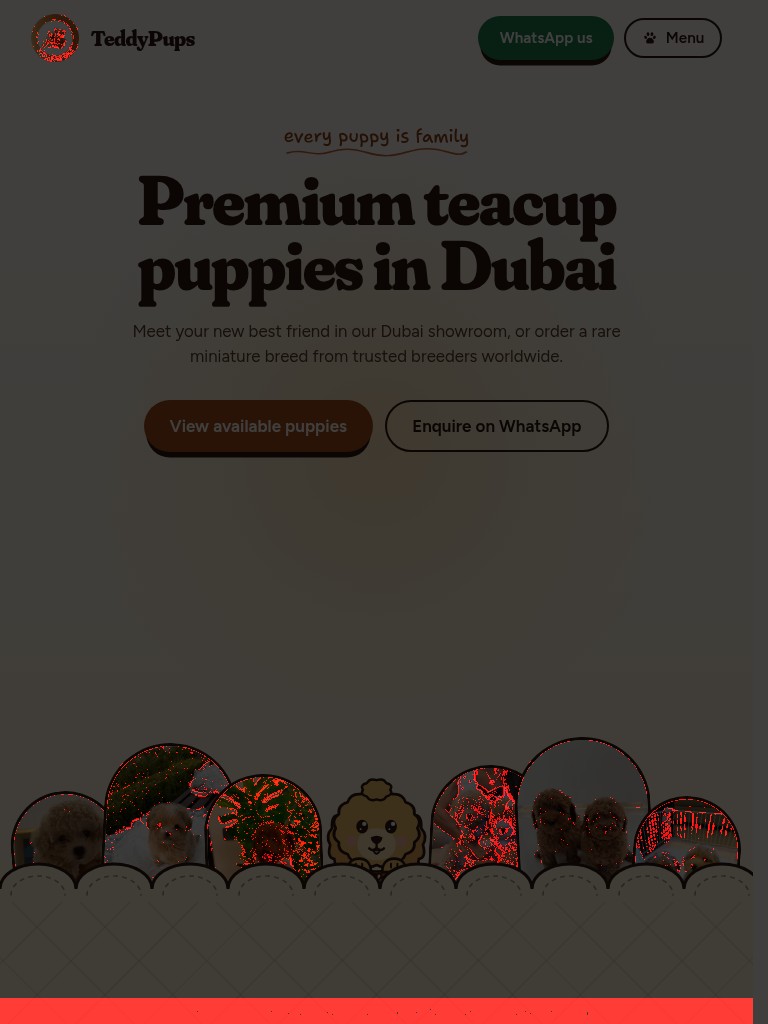 TeddyPups
WhatsApp us
Menu
every puppy is family
Premium teacup
puppies in Dubai
Meet your new best friend in our Dubai showroom, or order a rare
miniature breed from trusted breeders worldwide.
View available puppies
Enquire on WhatsApp